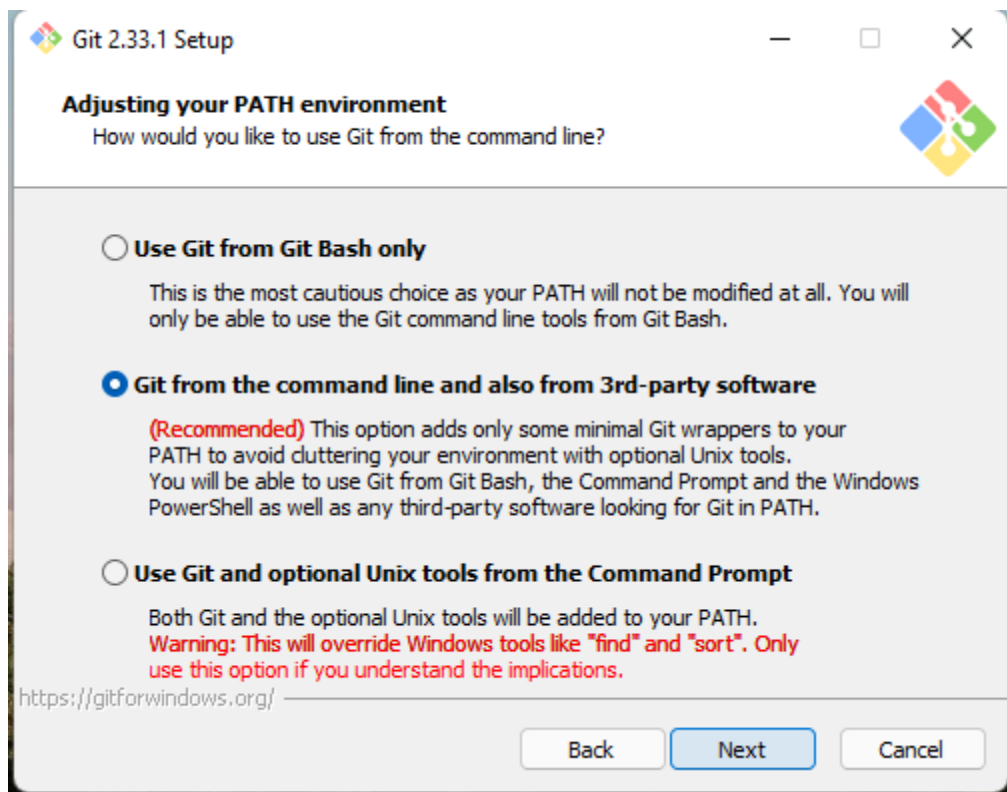 Git 2.33.1 Setup
Adjusting your PATH environment
How would you like to use Git from the command line?
Use Git from Git Bash only
This is the most cautious choice as your PATH will not be modified at all. You will
only be able to use the Git command line tools from Git Bash.
Git from the command line and also from 3rd-party software
(Recommended) This option adds only some minimal Git wrappers to your
PATH to avoid cluttering your environment with optional Unix tools.
You will be able to use Git from Git Bash, the Command Prompt and the Windows
PowerShell as well as any third-party software looking for Git in PATH.
Use Git and optional Unix tools from the Command Prompt
Both Git and the optional Unix tools will be added to your PATH.
Warning: This will override Windows tools like "find" and "sort". Only
use this option if you understand the implications.
https://gitforwindows.org/
Back Next Cancel